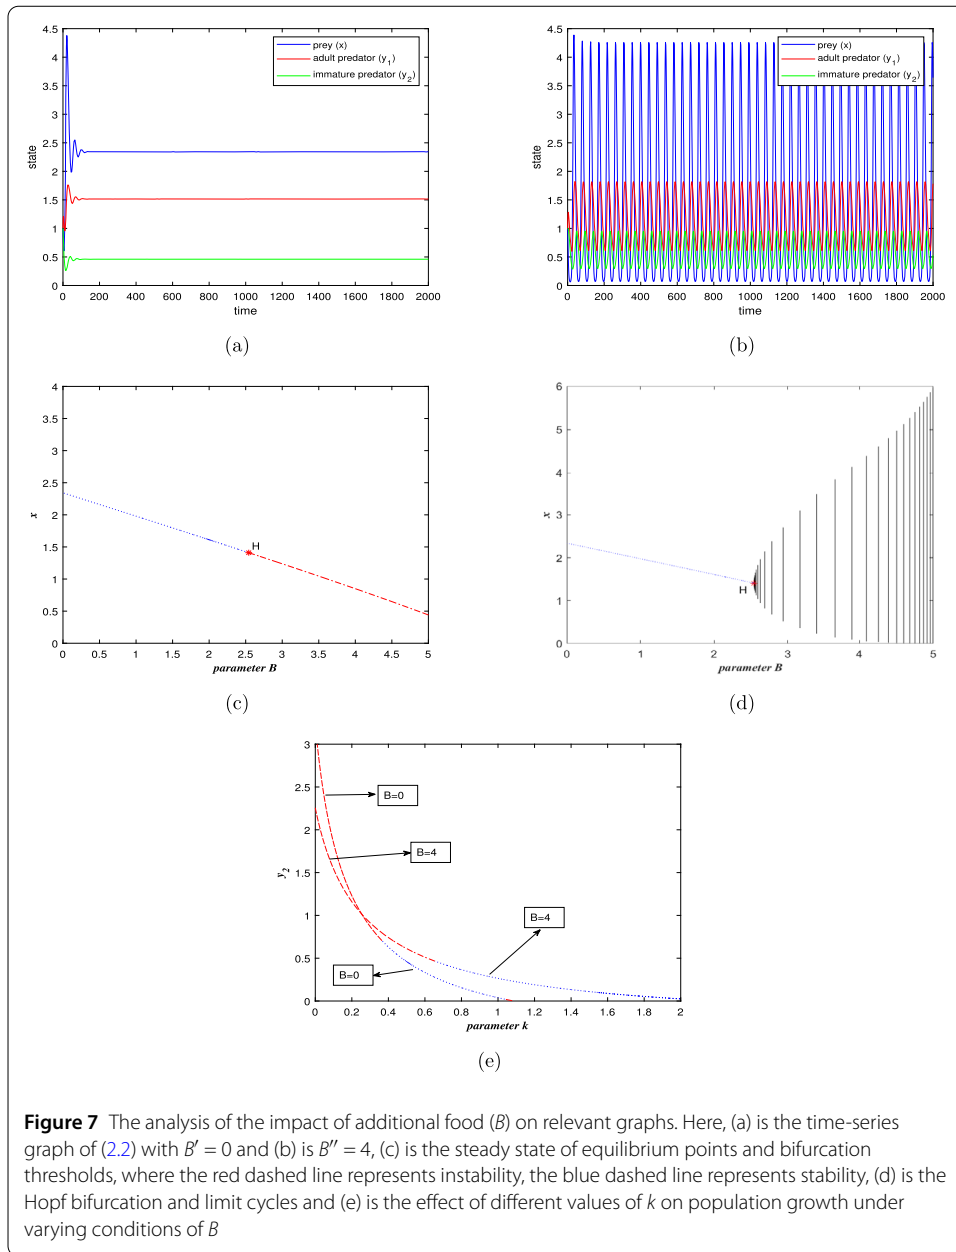 4.5
4
3.5
3
2.5
2
1.5
1
0.5
0
state
0 200 400 600 800 1000 1200 1400 1600 1800 2000
time
prey (x)
adult predator (y1)
immature predator (y2)
(a)
4.5
4
3.5
3
2.5
2
1.5
1
0.5
0
state
0 200 400 600 800 1000 1200 1400 1600 1800 2000
time
prey (x)
adult predator (y1)
immature predator (y2)
(b)
4
3.5
3
2.5
2
1.5
1
0.5
0
x
H
0 0.5 1 1.5 2 2.5 3 3.5 4 4.5 5
parameter B
(c)
6
5
4
3
2
1
0
x
H
0 1 2 3 4 5
parameter B
(d)
3
2.5
2
1.5
1
0.5
0
y2
B=0
B=4
B=4
B=0
0 0.2 0.4 0.6 0.8 1 1.2 1.4 1.6 1.8 2
parameter k
(e)
Figure 7 The analysis of the impact of additional food (B) on relevant graphs. Here, (a) is the time-series
graph of (2.2) with B′ = 0 and (b) is B″ = 4, (c) is the steady state of equilibrium points and bifurcation
thresholds, where the red dashed line represents instability, the blue dashed line represents stability, (d) is the
Hopf bifurcation and limit cycles and (e) is the effect of different values of k on population growth under
varying conditions of B